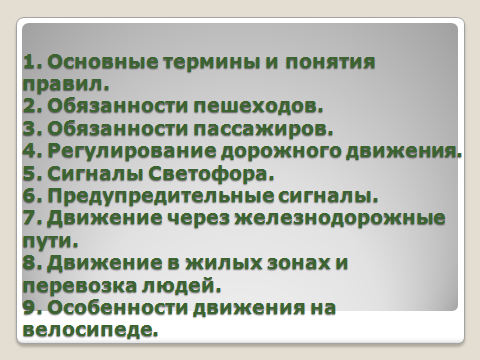 1. Основные термины и понятия
правил.
2. Обязанности пешеходов.
3. Обязанности пассажиров.
4. Регулирование дорожного движения.
5. Сигналы Светофора.
6. Предупредительные сигналы.
7. Движение через железнодорожные
пути.
8. Движение в жилых зонах и
перевозка людей.
9. Особенности движения на
велосипеде.